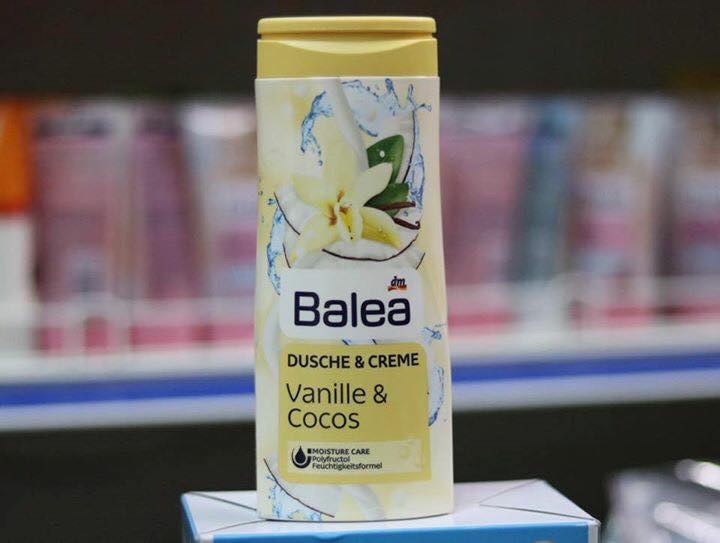 dm
Balea
DUSCHE & CREME
Vanille &
Cocos
MOISTURE CARE
Polyfructol
Feuchtigkeitsformel